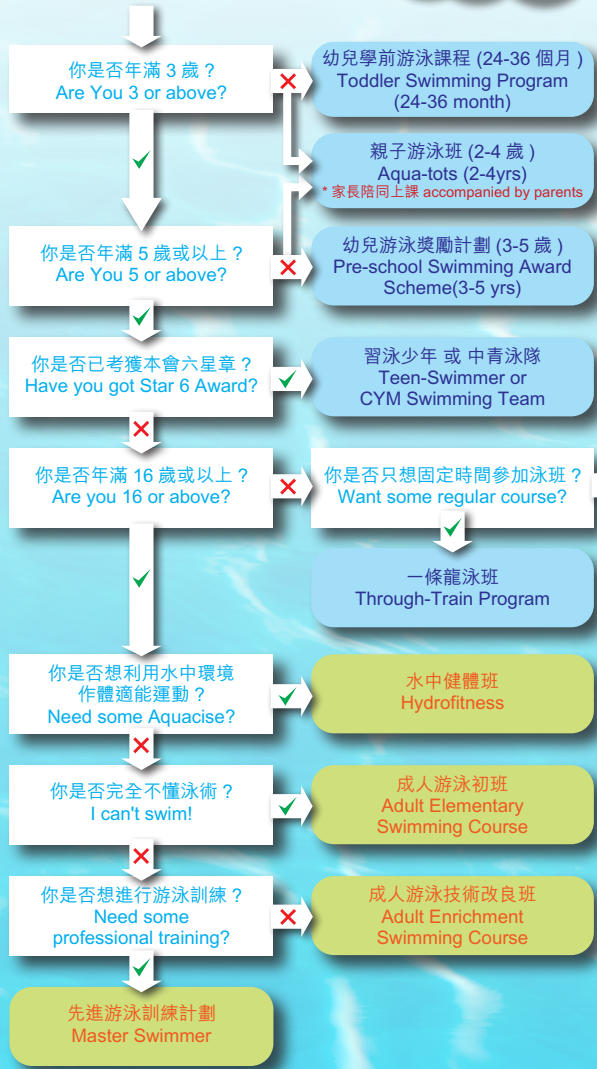 你是否年滿 3 歲？
Are You 3 or above?
幼兒學前游泳課程 (24-36 個月 )
Toddler Swimming Program
(24-36 month)
親子游泳班 (2-4 歲 )
Aqua-tots (2-4yrs)
* 家長陪同上課 accompanied by parents
你是否年滿 5 歲或以上？
Are You 5 or above?
幼兒游泳獎勵計劃 (3-5 歲 )
Pre-school Swimming Award
Scheme(3-5 yrs)
你是否已考獲本會六星章？
Have you got Star 6 Award?
習泳少年 或 中青泳隊
Teen-Swimmer or
CYM Swimming Team
你是否年滿 16 歲或以上？
Are you 16 or above?
你是否只想固定時間參加泳班？
Want some regular course?
一條龍泳班
Through-Train Program
你是否想利用水中環境
作體適能運動？
Need some Aquacise?
水中健體班
Hydrofitness
你是否完全不懂泳術？
I can't swim!
成人游泳初班
Adult Elementary
Swimming Course
你是否想進行游泳訓練？
Need some
professional training?
成人游泳技術改良班
Adult Enrichment
Swimming Course
先進游泳訓練計劃
Master Swimmer